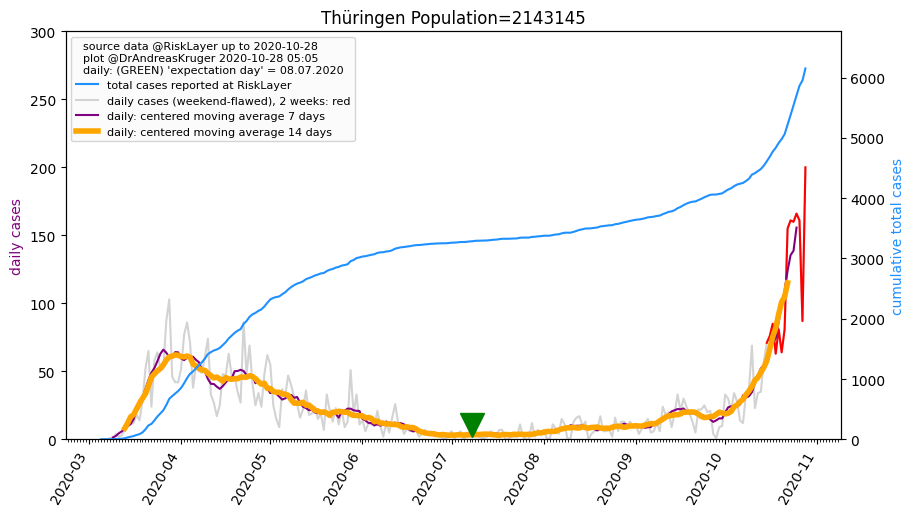 Thüringen Population=2143145
source data @RiskLayer up to 2020-10-28
plot @DrAndreasKruger 2020-10-28 05:05
daily: (GREEN) 'expectation day' = 08.07.2020
total cases reported at RiskLayer
daily cases (weekend-flawed), 2 weeks: red
daily: centered moving average 7 days
daily: centered moving average 14 days
daily cases
300
250
200
150
100
50
0
6000
5000
4000
3000
2000
1000
0
cumulative total cases
2020-03
2020-04
2020-05
2020-06
2020-07
2020-08
2020-09
2020-10
2020-11